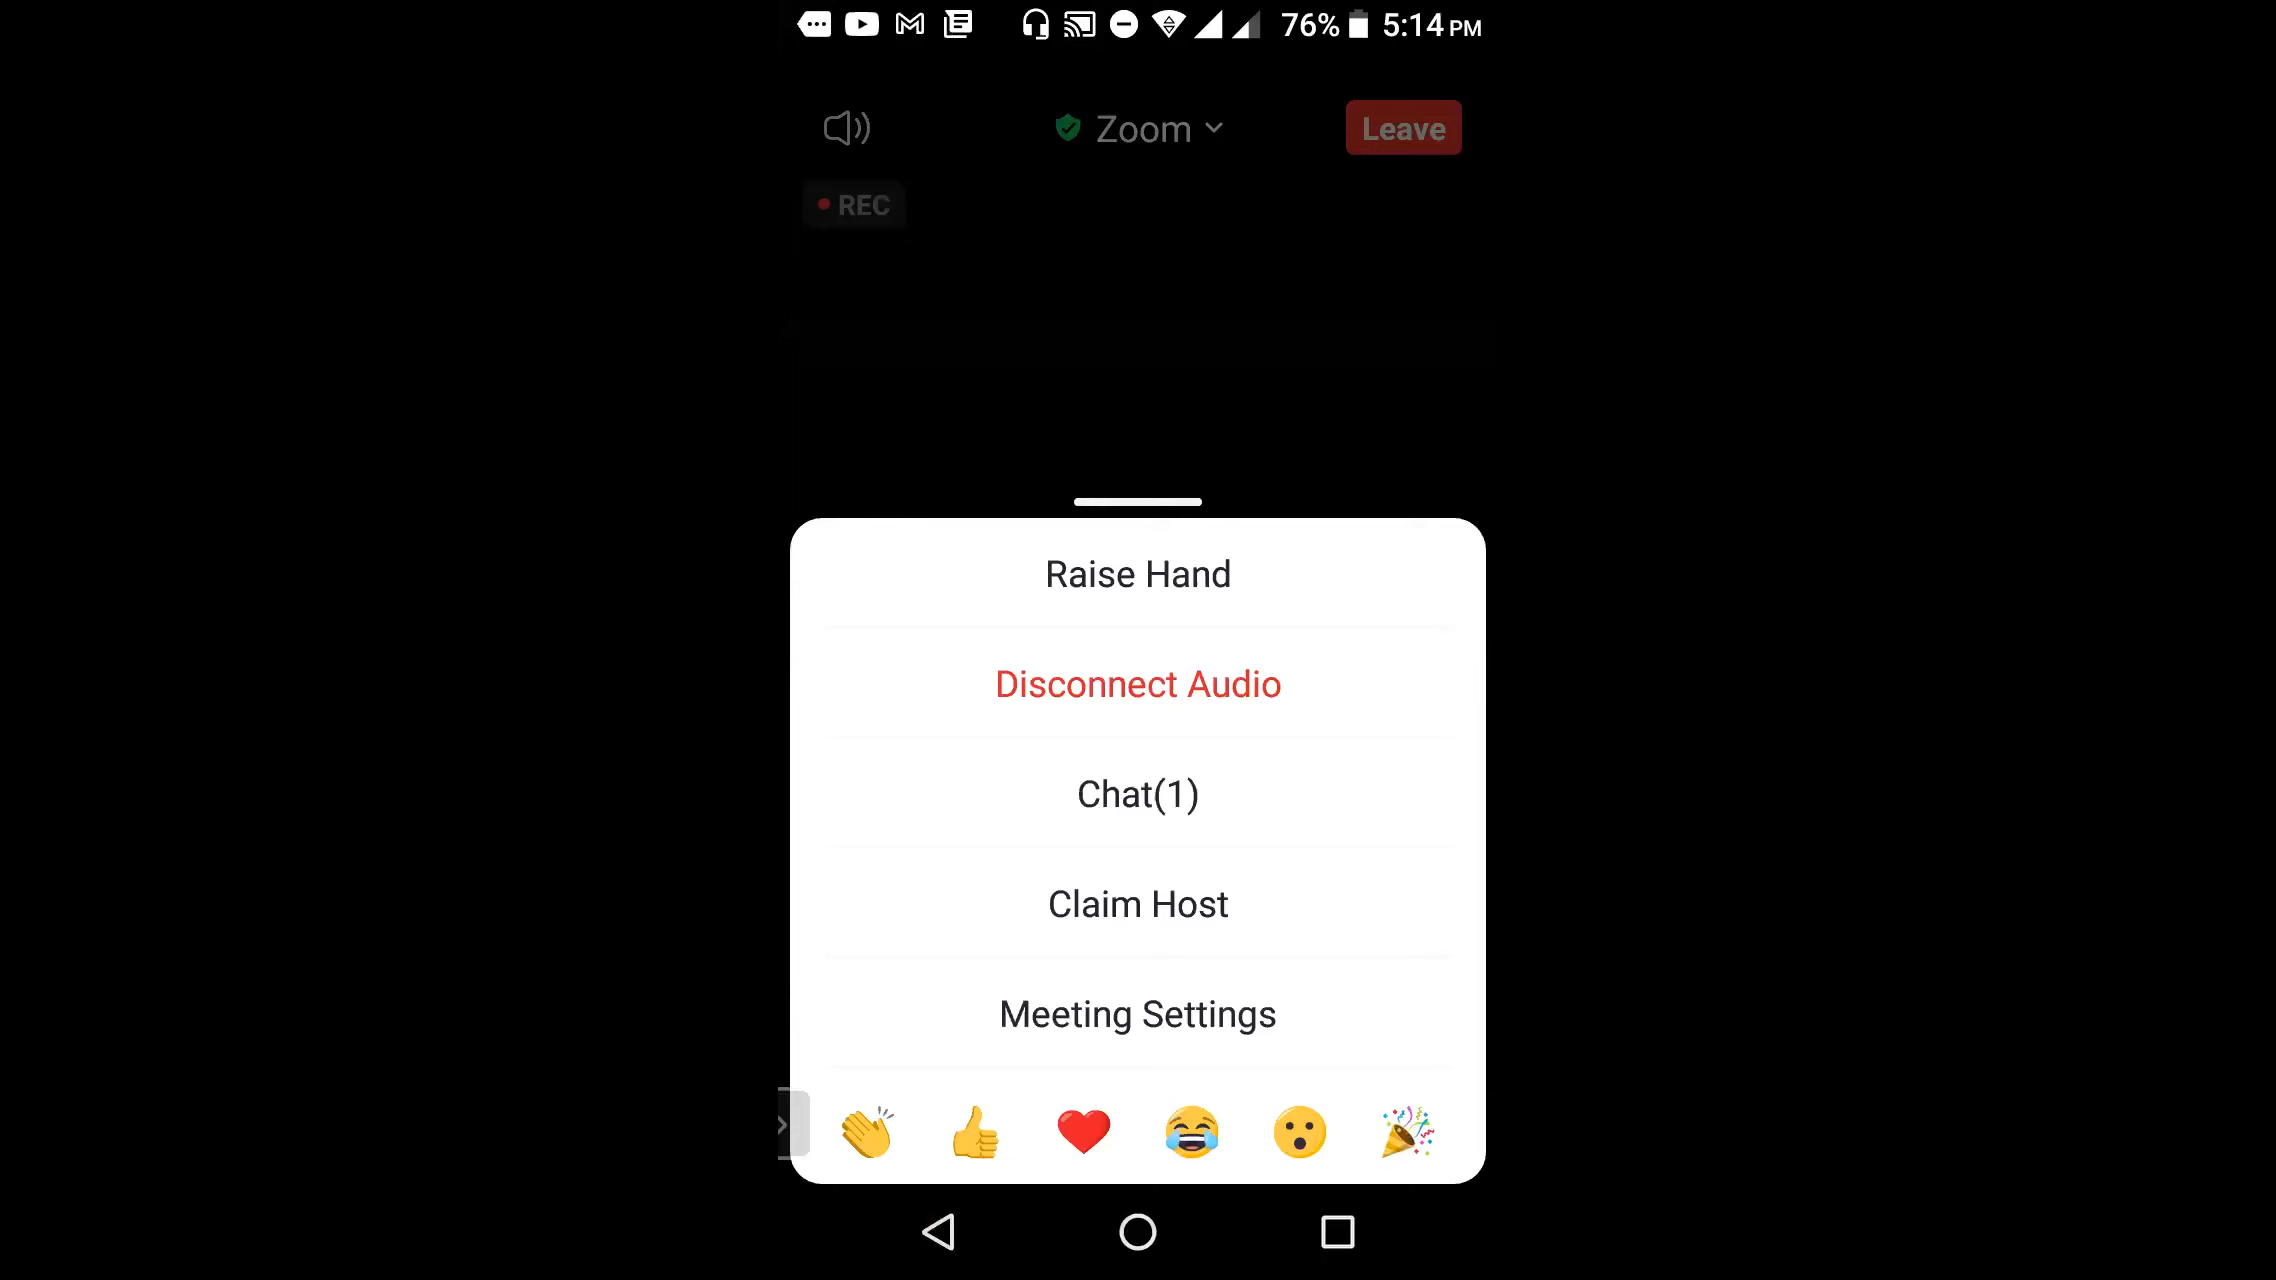 76% 5:14 PM
Zoom
Leave
REC
Raise Hand
Disconnect Audio
Chat(1)
Claim Host
Meeting Settings